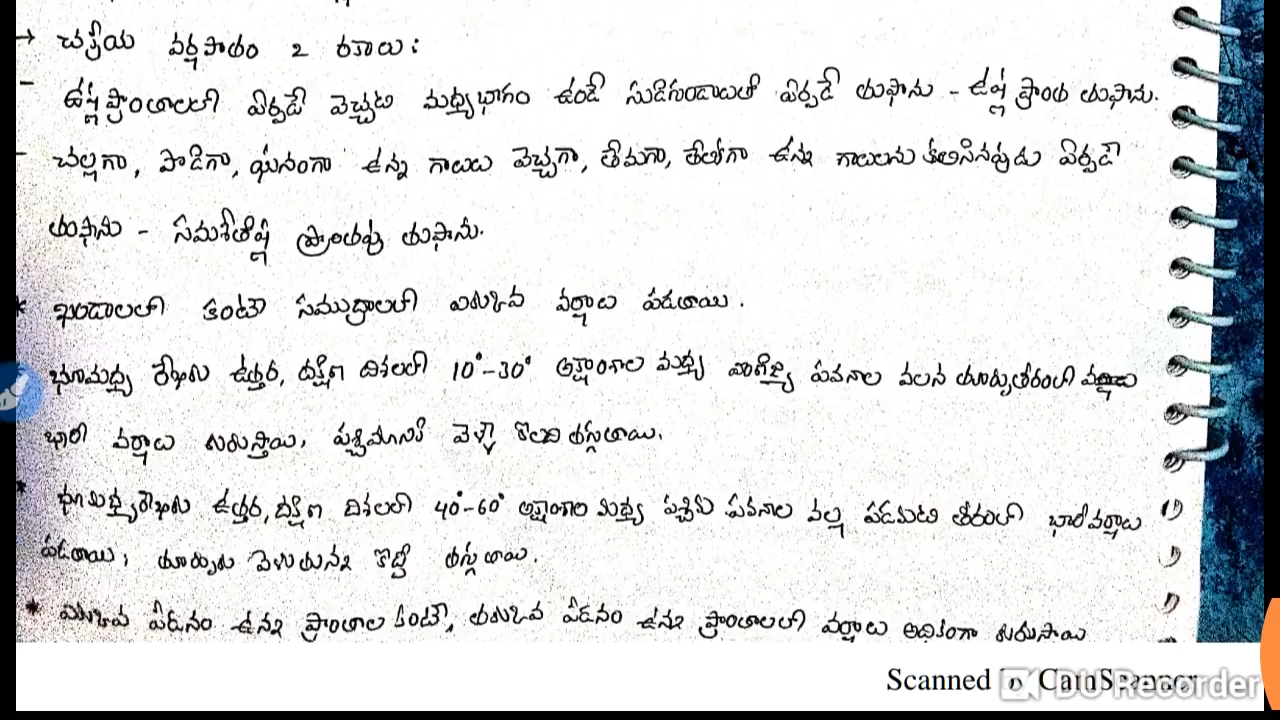 → చక్రీయ వర్షపాతం 2 రకాలు :
- ఉష్ణప్రాంతాలలో ఏర్పడే వెచ్చటి మధ్యభాగం ఉండే సుడిగుండాలతో ఏర్పడే తుఫాను - ఉష్ణ ప్రాంత తుఫాను.
- చల్లగా, పొడిగా, ఘనంగా ఉన్న గాలులు వెచ్చగా, తేమగా, తేలికగా ఉన్న గాలులను కలిసినపుడు ఏర్పడే
తుఫాను - సమశీతోష్ణ ప్రాంతపు తుఫాను.
* ఖండాలలో కంటే సముద్రాలలో ఎక్కువ వర్షాలు పడతాయి.
భూమధ్య రేఖకు ఉత్తర, దక్షిణ దిశలలో 10°-30° అక్షాంశాల మధ్య వాణిజ్య పవనాల వలన తూర్పుతీరంలో
భారీ వర్షాలు కురుస్తాయి, పశ్చిమానికి వెళ్ళే కొలది తగ్గుతాయి.
* భూమధ్యరేఖకు ఉత్తర, దక్షిణ దిశలలో 40°-60° అక్షాంశాల మధ్య పశ్చిమ పవనాల వల్ల పడమటి తీరంలో భారీవర్షాలు
పడతాయి, తూర్పుకు వెళుతున్న కొద్దీ తగ్గుతాయి.
* ఎక్కువ పీడనం ఉన్న ప్రాంతాల కంటే, తక్కువ పీడనం ఉన్న ప్రాంతాలలో వర్షాలు అధికంగా కురుస్తాయి
Scanned by CamScanner
DU Recorder